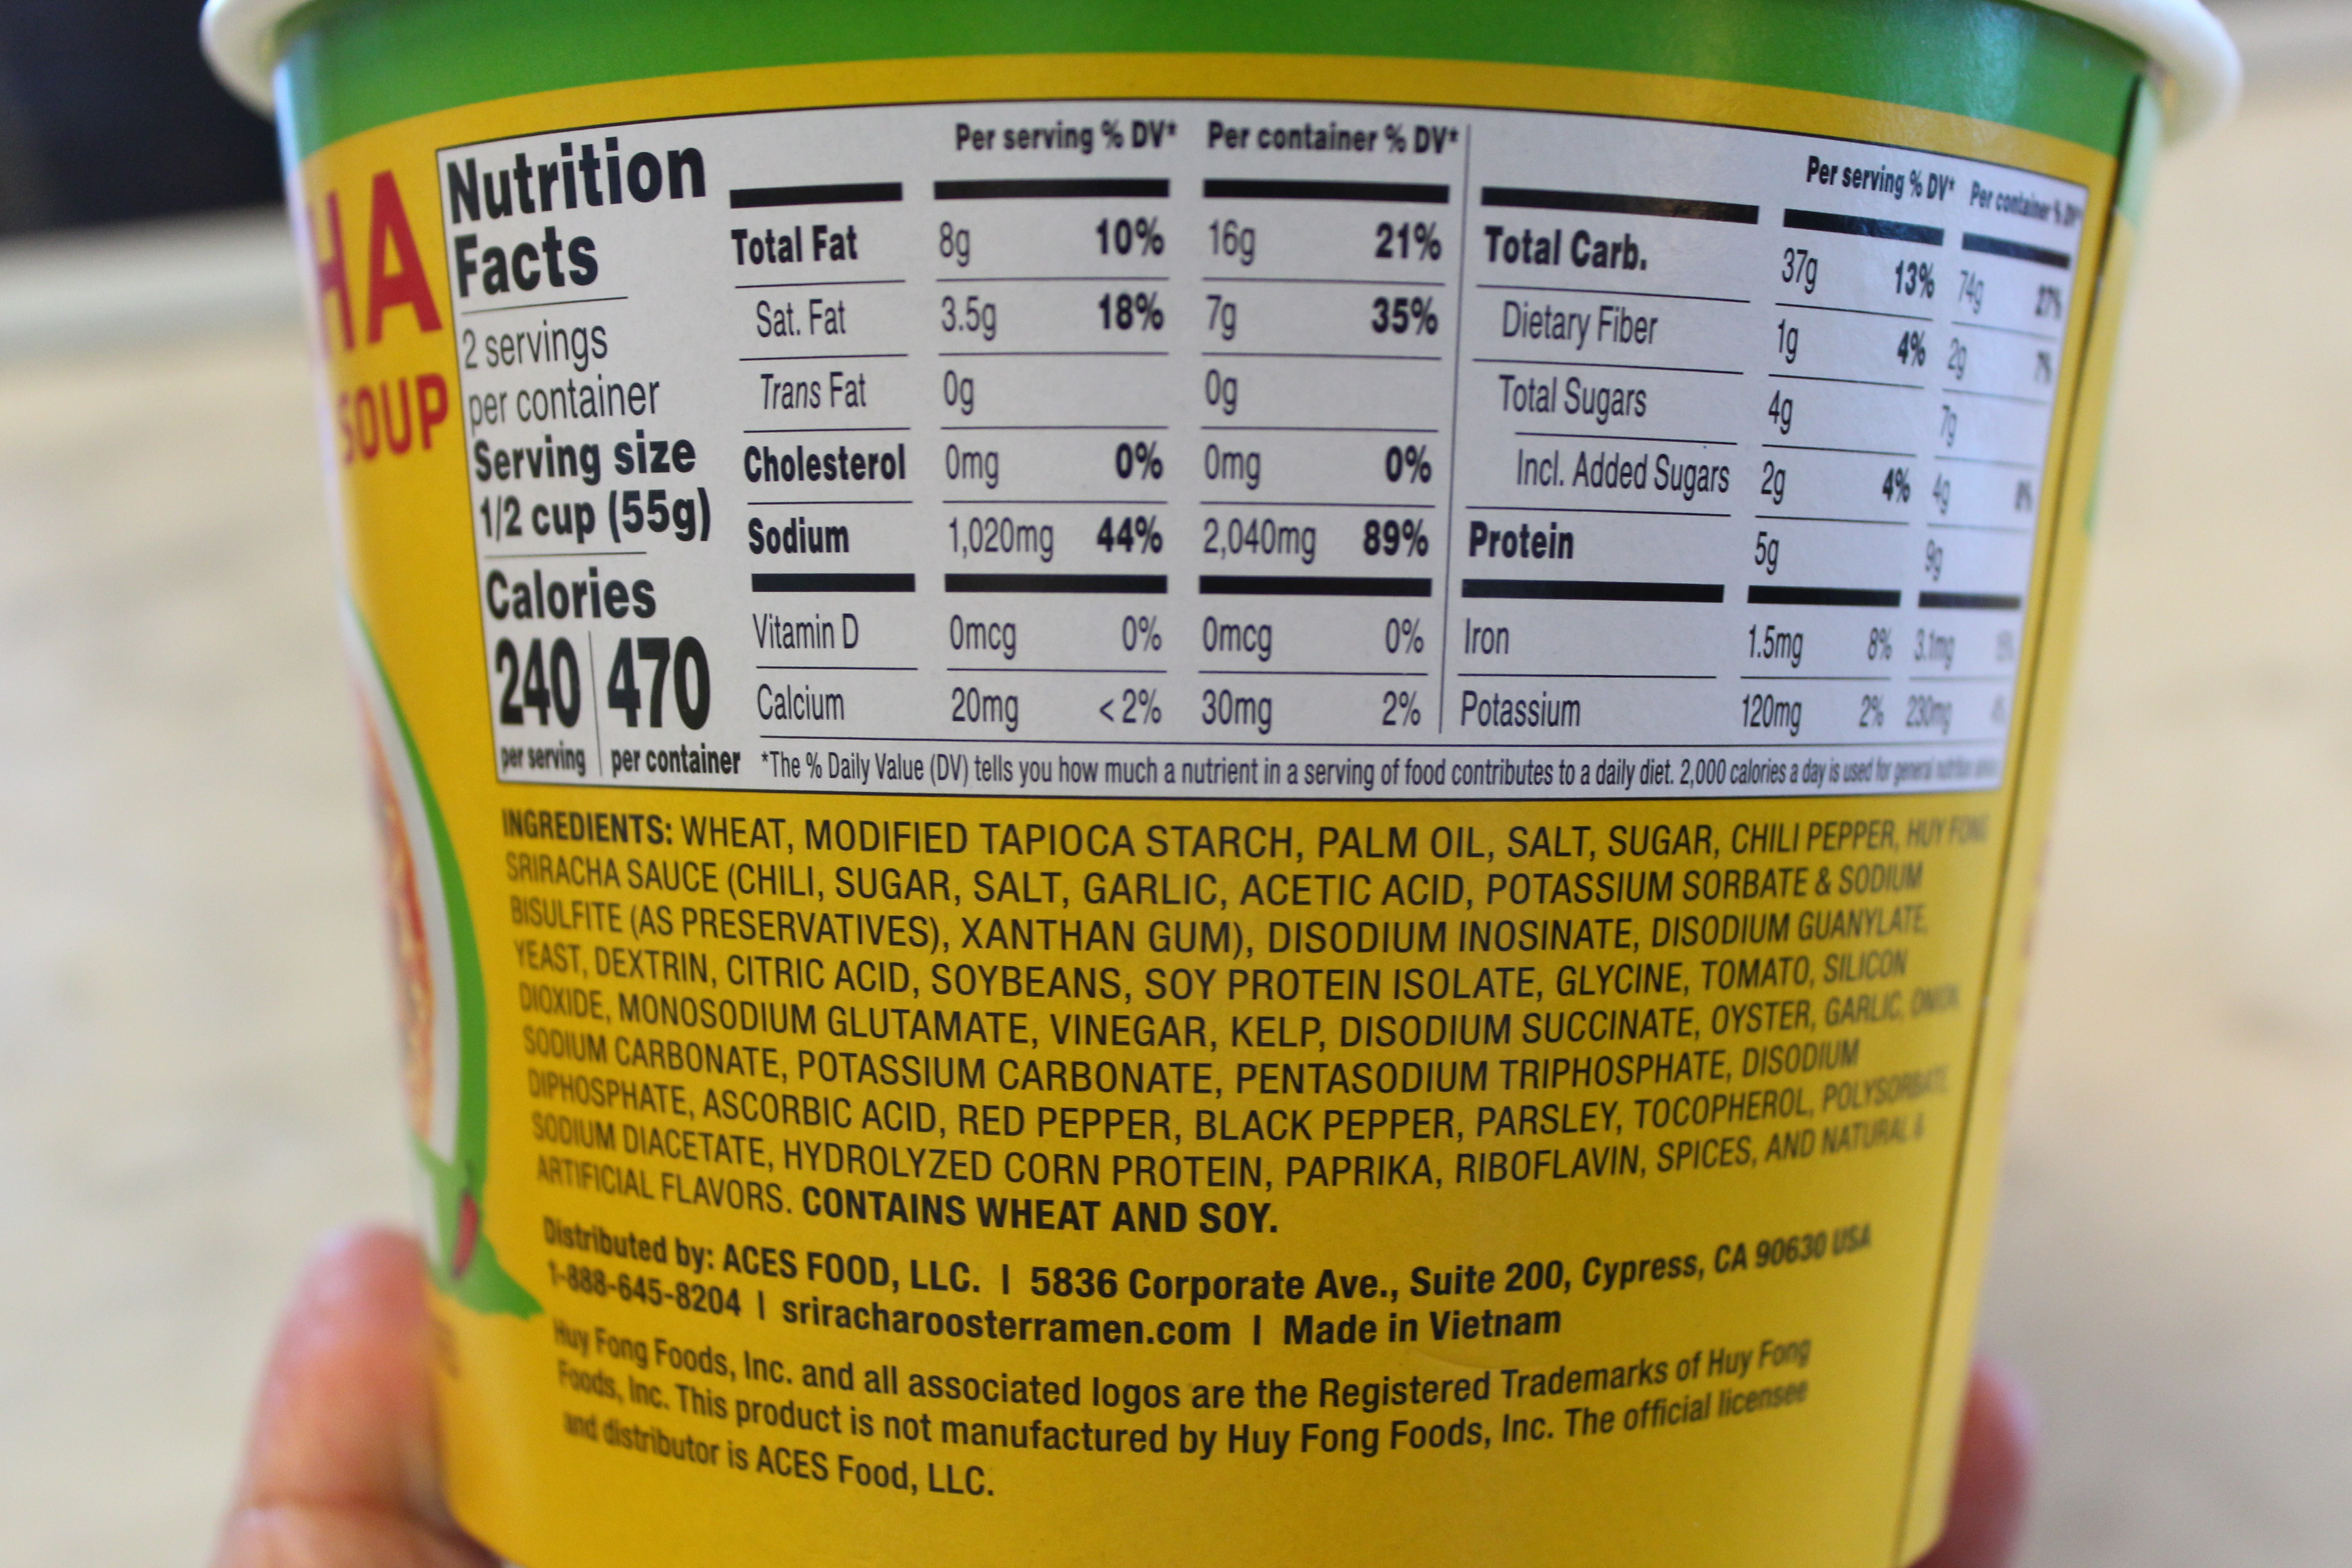 HA
SOUP
Nutrition
Facts
2 servings
per container
Serving size
1/2 cup (55g)
Calories
240 470
per serving per container
Per serving % DV* Per container % DV*
Total Fat 8g 10% 16g 21%
Sat. Fat 3.5g 18% 7g 35%
Trans Fat 0g 0g
Cholesterol 0mg 0% 0mg 0%
Sodium 1,020mg 44% 2,040mg 89%
Vitamin D 0mcg 0% 0mcg 0%
Calcium 20mg <2% 30mg 2%
Per serving % DV* Per container % DV*
Total Carb. 37g 13% 74g 27%
Dietary Fiber 1g 4% 2g 7%
Total Sugars 4g 7g
Incl. Added Sugars 2g 4% 4g 8%
Protein 5g 9g
Iron 1.5mg 8% 3.1mg
Potassium 120mg 2% 230mg
*The % Daily Value (DV) tells you how much a nutrient in a serving of food contributes to a daily diet. 2,000 calories a day is used for general nutrition
INGREDIENTS: WHEAT, MODIFIED TAPIOCA STARCH, PALM OIL, SALT, SUGAR, CHILI PEPPER, HUY FONG
SRIRACHA SAUCE (CHILI, SUGAR, SALT, GARLIC, ACETIC ACID, POTASSIUM SORBATE & SODIUM
BISULFITE (AS PRESERVATIVES), XANTHAN GUM), DISODIUM INOSINATE, DISODIUM GUANYLATE,
YEAST, DEXTRIN, CITRIC ACID, SOYBEANS, SOY PROTEIN ISOLATE, GLYCINE, TOMATO, SILICON
DIOXIDE, MONOSODIUM GLUTAMATE, VINEGAR, KELP, DISODIUM SUCCINATE, OYSTER, GARLIC, ONION
SODIUM CARBONATE, POTASSIUM CARBONATE, PENTASODIUM TRIPHOSPHATE, DISODIUM
DIPHOSPHATE, ASCORBIC ACID, RED PEPPER, BLACK PEPPER, PARSLEY, TOCOPHEROL, POLYSORBATE
SODIUM DIACETATE, HYDROLYZED CORN PROTEIN, PAPRIKA, RIBOFLAVIN, SPICES, AND NATURAL &
ARTIFICIAL FLAVORS. CONTAINS WHEAT AND SOY.
Distributed by: ACES FOOD, LLC. | 5836 Corporate Ave., Suite 200, Cypress, CA 90630 USA
1-888-645-8204 | sriracharoosterramen.com | Made in Vietnam
Huy Fong Foods, Inc. and all associated logos are the Registered Trademarks of Huy Fong
Foods, Inc. This product is not manufactured by Huy Fong Foods, Inc. The official licensee
and distributor is ACES Food, LLC.